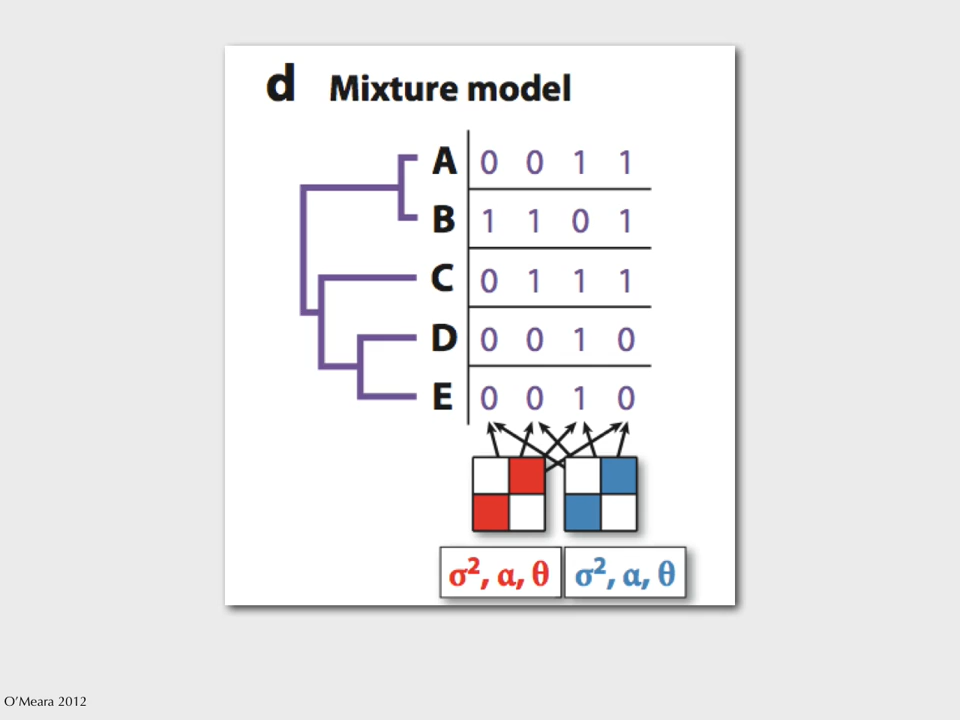 d Mixture model
A 0 0 1 1
B 1 1 0 1
C 0 1 1 1
D 0 0 1 0
E 0 0 1 0
σ², α, θ σ², α, θ
O’Meara 2012